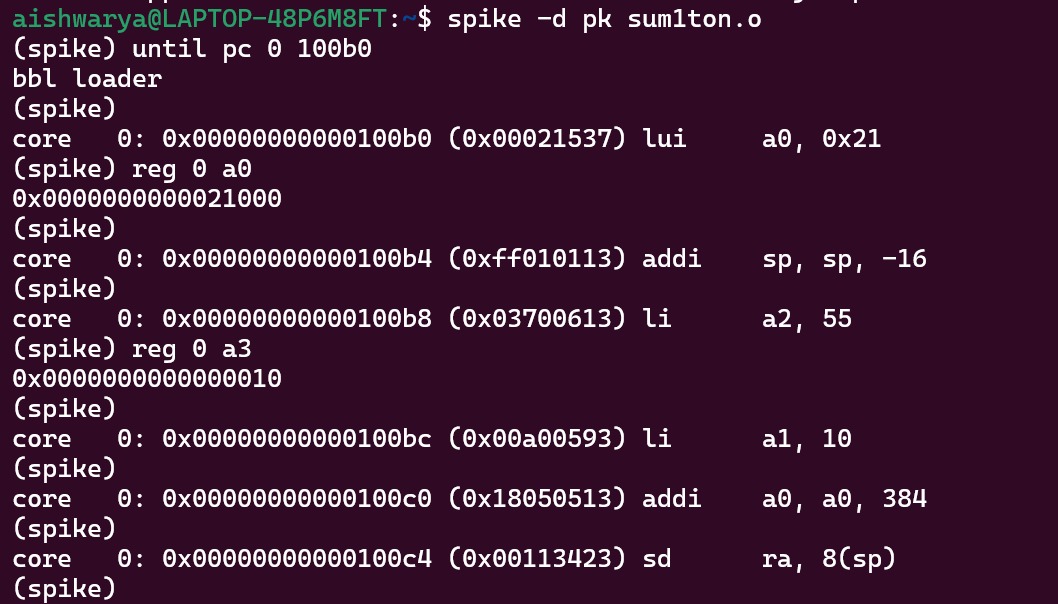 aishwarya@LAPTOP-48P6M8FT:~$ spike -d pk sum1ton.o
(spike) until pc 0 100b0
bbl loader
(spike)
core   0: 0x00000000000100b0 (0x00021537) lui     a0, 0x21
(spike) reg 0 a0
0x0000000000021000
(spike)
core   0: 0x00000000000100b4 (0xff010113) addi    sp, sp, -16
(spike)
core   0: 0x00000000000100b8 (0x03700613) li      a2, 55
(spike) reg 0 a3
0x0000000000000010
(spike)
core   0: 0x00000000000100bc (0x00a00593) li      a1, 10
(spike)
core   0: 0x00000000000100c0 (0x18050513) addi    a0, a0, 384
(spike)
core   0: 0x00000000000100c4 (0x00113423) sd      ra, 8(sp)
(spike)